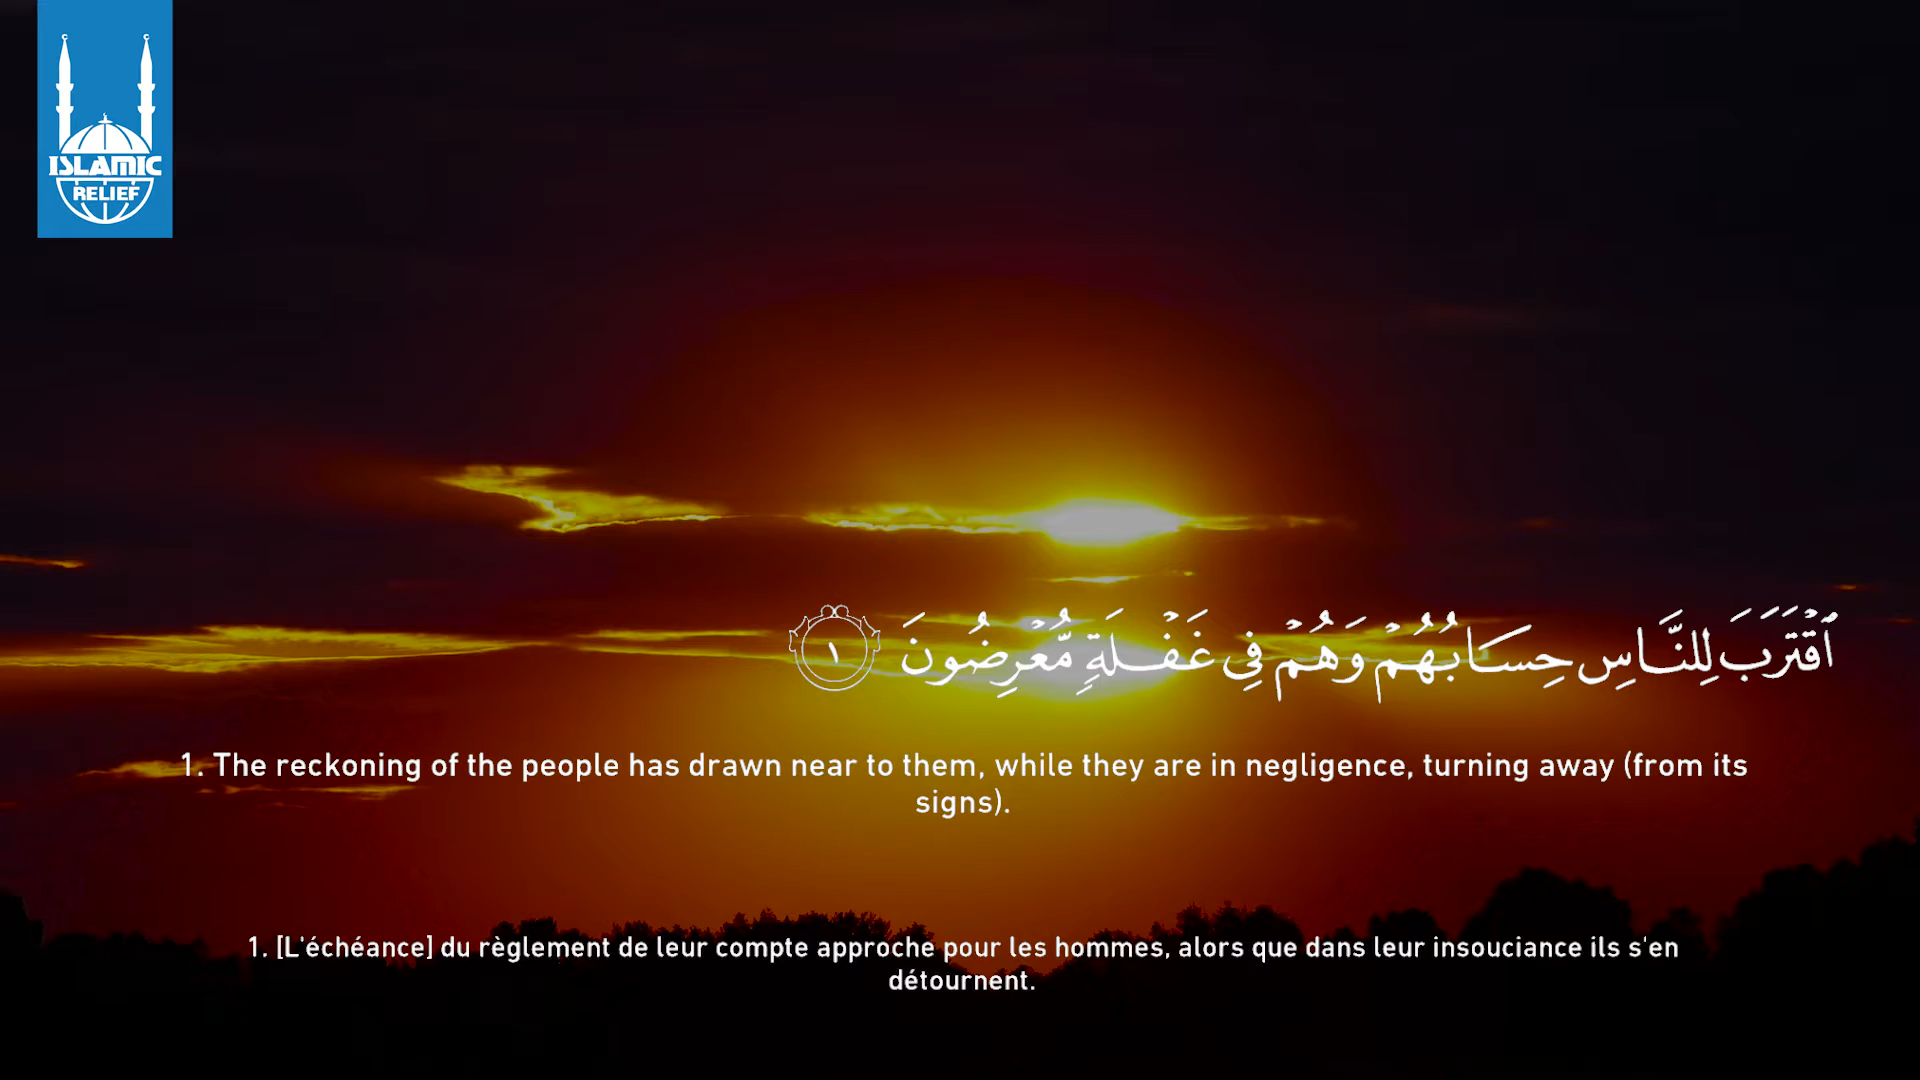 ISLAMIC
RELIEF
ٱقْتَرَبَ لِلنَّاسِ حِسَابُهُمْ وَهُمْ فِى غَفْلَةٍ مُّعْرِضُونَ ١
1. The reckoning of the people has drawn near to them, while they are in negligence, turning away (from its
signs).
1. [L'échéance] du règlement de leur compte approche pour les hommes, alors que dans leur insouciance ils s'en
détournent.